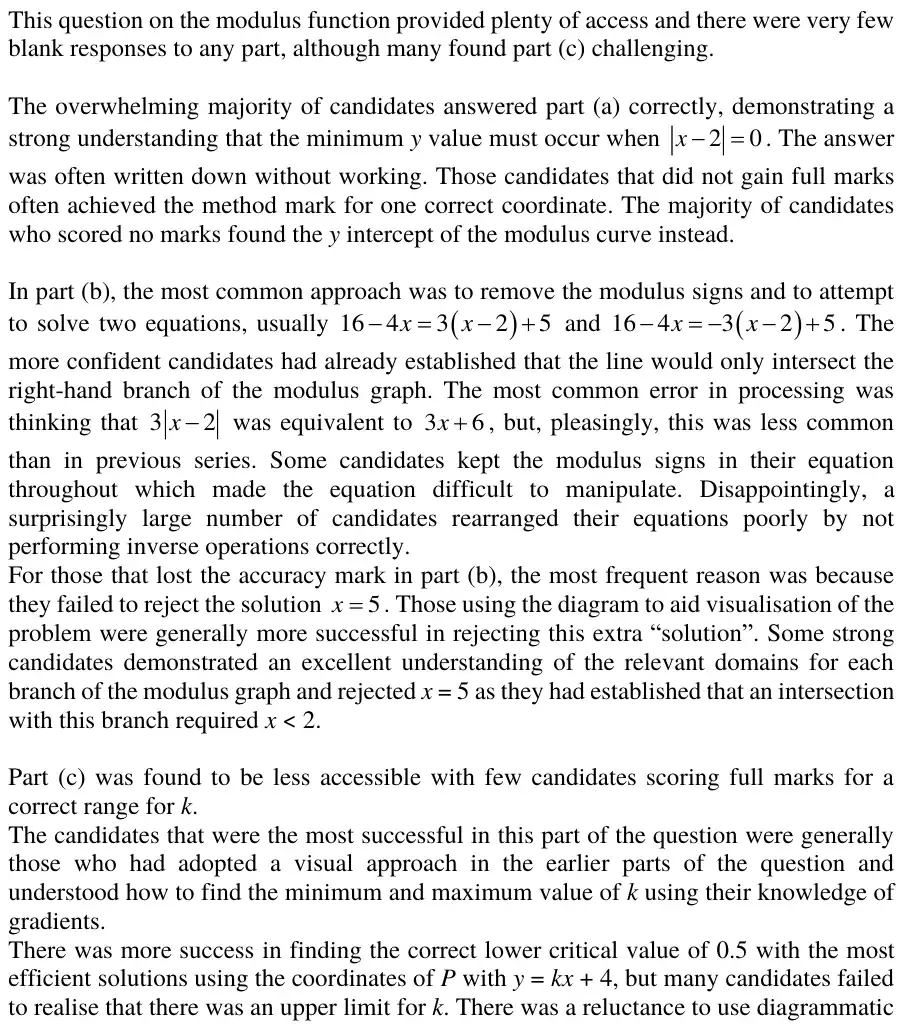 This question on the modulus function provided plenty of access and there were very few
blank responses to any part, although many found part (c) challenging.
The overwhelming majority of candidates answered part (a) correctly, demonstrating a
strong understanding that the minimum y value must occur when |x − 2| = 0. The answer
was often written down without working. Those candidates that did not gain full marks
often achieved the method mark for one correct coordinate. The majority of candidates
who scored no marks found the y intercept of the modulus curve instead.
In part (b), the most common approach was to remove the modulus signs and to attempt
to solve two equations, usually 16 − 4x = 3(x − 2) + 5 and 16 − 4x = −3(x − 2) + 5. The
more confident candidates had already established that the line would only intersect the
right-hand branch of the modulus graph. The most common error in processing was
thinking that 3|x − 2| was equivalent to 3x + 6, but, pleasingly, this was less common
than in previous series. Some candidates kept the modulus signs in their equation
throughout which made the equation difficult to manipulate. Disappointingly, a
surprisingly large number of candidates rearranged their equations poorly by not
performing inverse operations correctly.
For those that lost the accuracy mark in part (b), the most frequent reason was because
they failed to reject the solution x = 5. Those using the diagram to aid visualisation of the
problem were generally more successful in rejecting this extra “solution”. Some strong
candidates demonstrated an excellent understanding of the relevant domains for each
branch of the modulus graph and rejected x = 5 as they had established that an intersection
with this branch required x < 2.
Part (c) was found to be less accessible with few candidates scoring full marks for a
correct range for k.
The candidates that were the most successful in this part of the question were generally
those who had adopted a visual approach in the earlier parts of the question and
understood how to find the minimum and maximum value of k using their knowledge of
gradients.
There was more success in finding the correct lower critical value of 0.5 with the most
efficient solutions using the coordinates of P with y = kx + 4, but many candidates failed
to realise that there was an upper limit for k. There was a reluctance to use diagrammatic